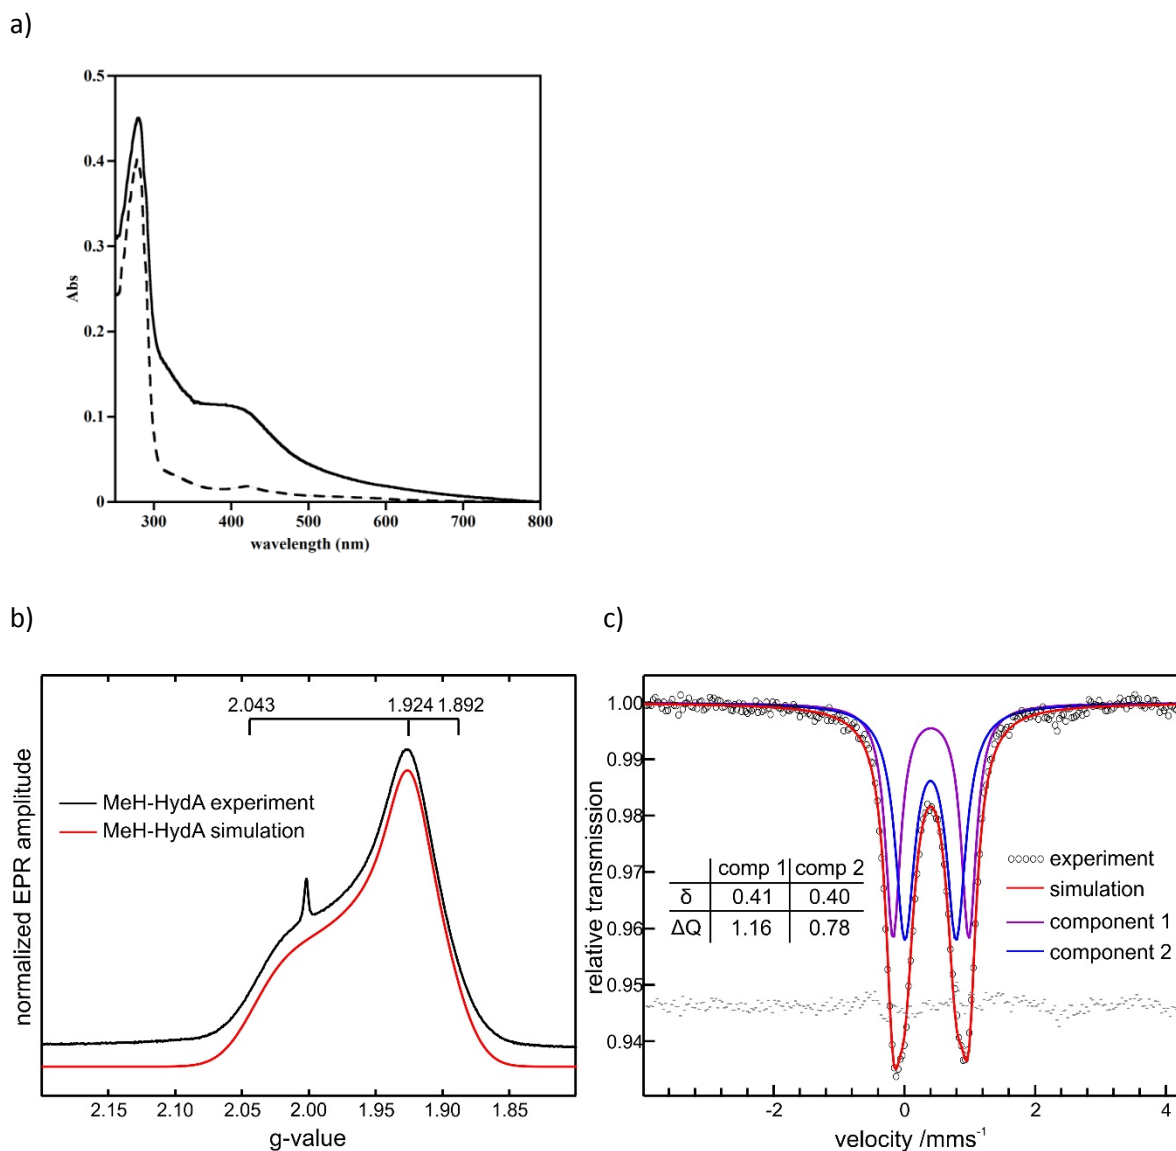 a)
0.5
0.4
0.3
0.2
0.1
0
Abs
300 400 500 600 700 800
wavelength (nm)
b)
2.043 1.924 1.892
MeH-HydA experiment
MeH-HydA simulation
normalized EPR amplitude
2.15 2.10 2.05 2.00 1.95 1.90 1.85
g-value
c)
1.00
0.99
0.98
0.97
0.96
0.95
0.94
relative transmission
comp 1 comp 2
δ 0.41 0.40
ΔQ 1.16 0.78
experiment
simulation
component 1
component 2
-2 0 2 4
velocity /mms⁻¹